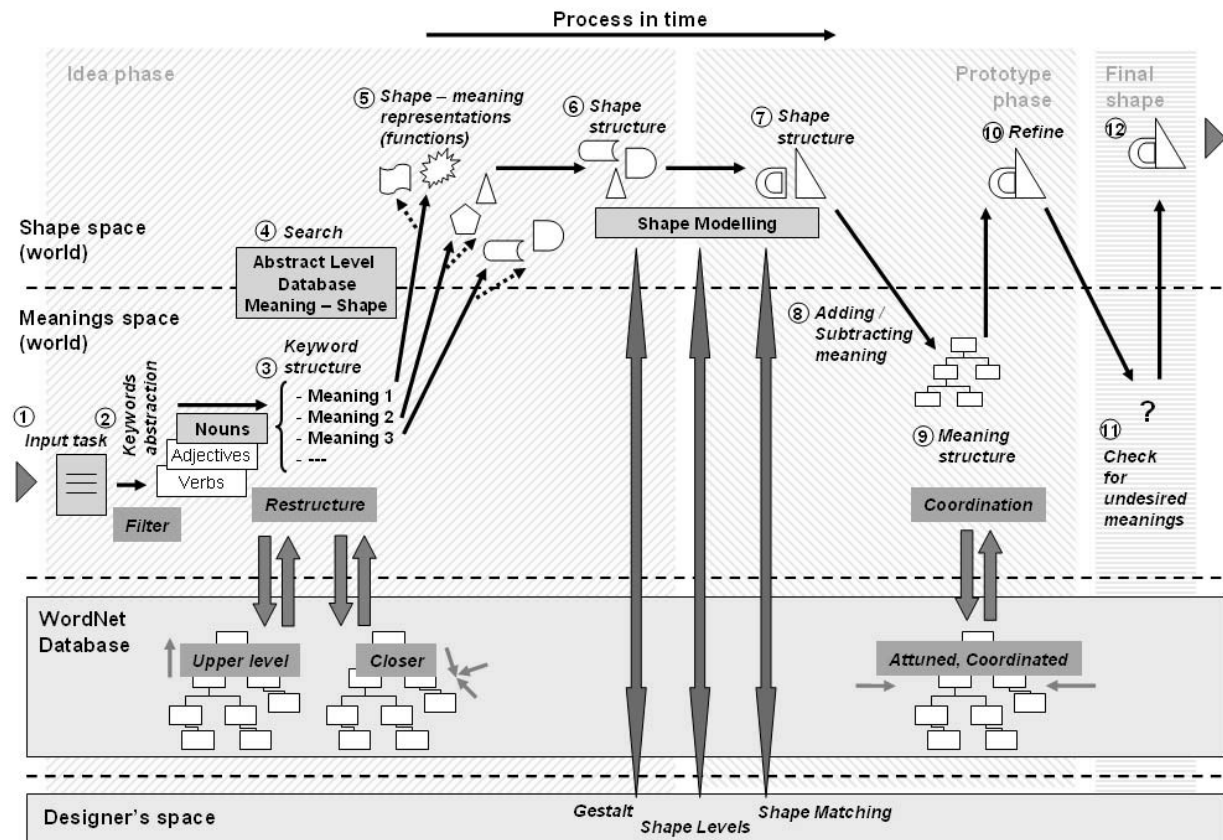 Process in time
Idea phase
Prototype
phase
Final
shape
5 Shape – meaning
representations
(functions)
6 Shape
structure
7 Shape
structure
10 Refine
12
Shape space
(world)
4 Search
Abstract Level
Database
Meaning – Shape
Shape Modelling
Meanings space
(world)
8 Adding /
Subtracting
meaning
3 Keyword
structure
- Meaning 1
- Meaning 2
- Meaning 3
- ---
1
Input task
2
Keywords
abstraction
Nouns
Adjectives
Verbs
Filter
Restructure
9 Meaning
structure
Coordination
?
11
Check
for
undesired
meanings
WordNet
Database
Upper level
Closer
Attuned, Coordinated
Designer's space
Gestalt
Shape Levels
Shape Matching